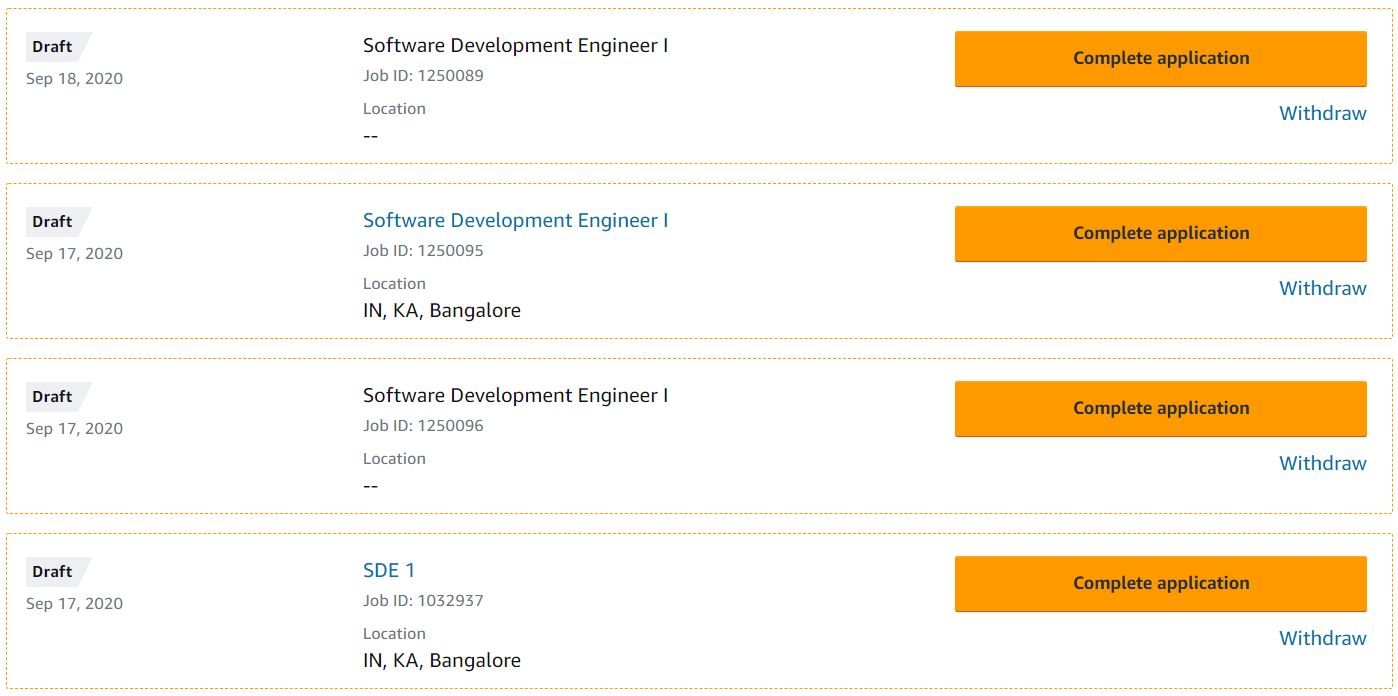 Draft
Sep 18, 2020
Software Development Engineer I
Job ID: 1250089
Location
--
Complete application
Withdraw
Draft
Sep 17, 2020
Software Development Engineer I
Job ID: 1250095
Location
IN, KA, Bangalore
Complete application
Withdraw
Draft
Sep 17, 2020
Software Development Engineer I
Job ID: 1250096
Location
--
Complete application
Withdraw
Draft
Sep 17, 2020
SDE 1
Job ID: 1032937
Location
IN, KA, Bangalore
Complete application
Withdraw